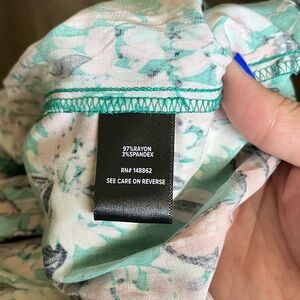 97%RAYON
3%SPANDEX
RN# 148862
SEE CARE ON REVERSE